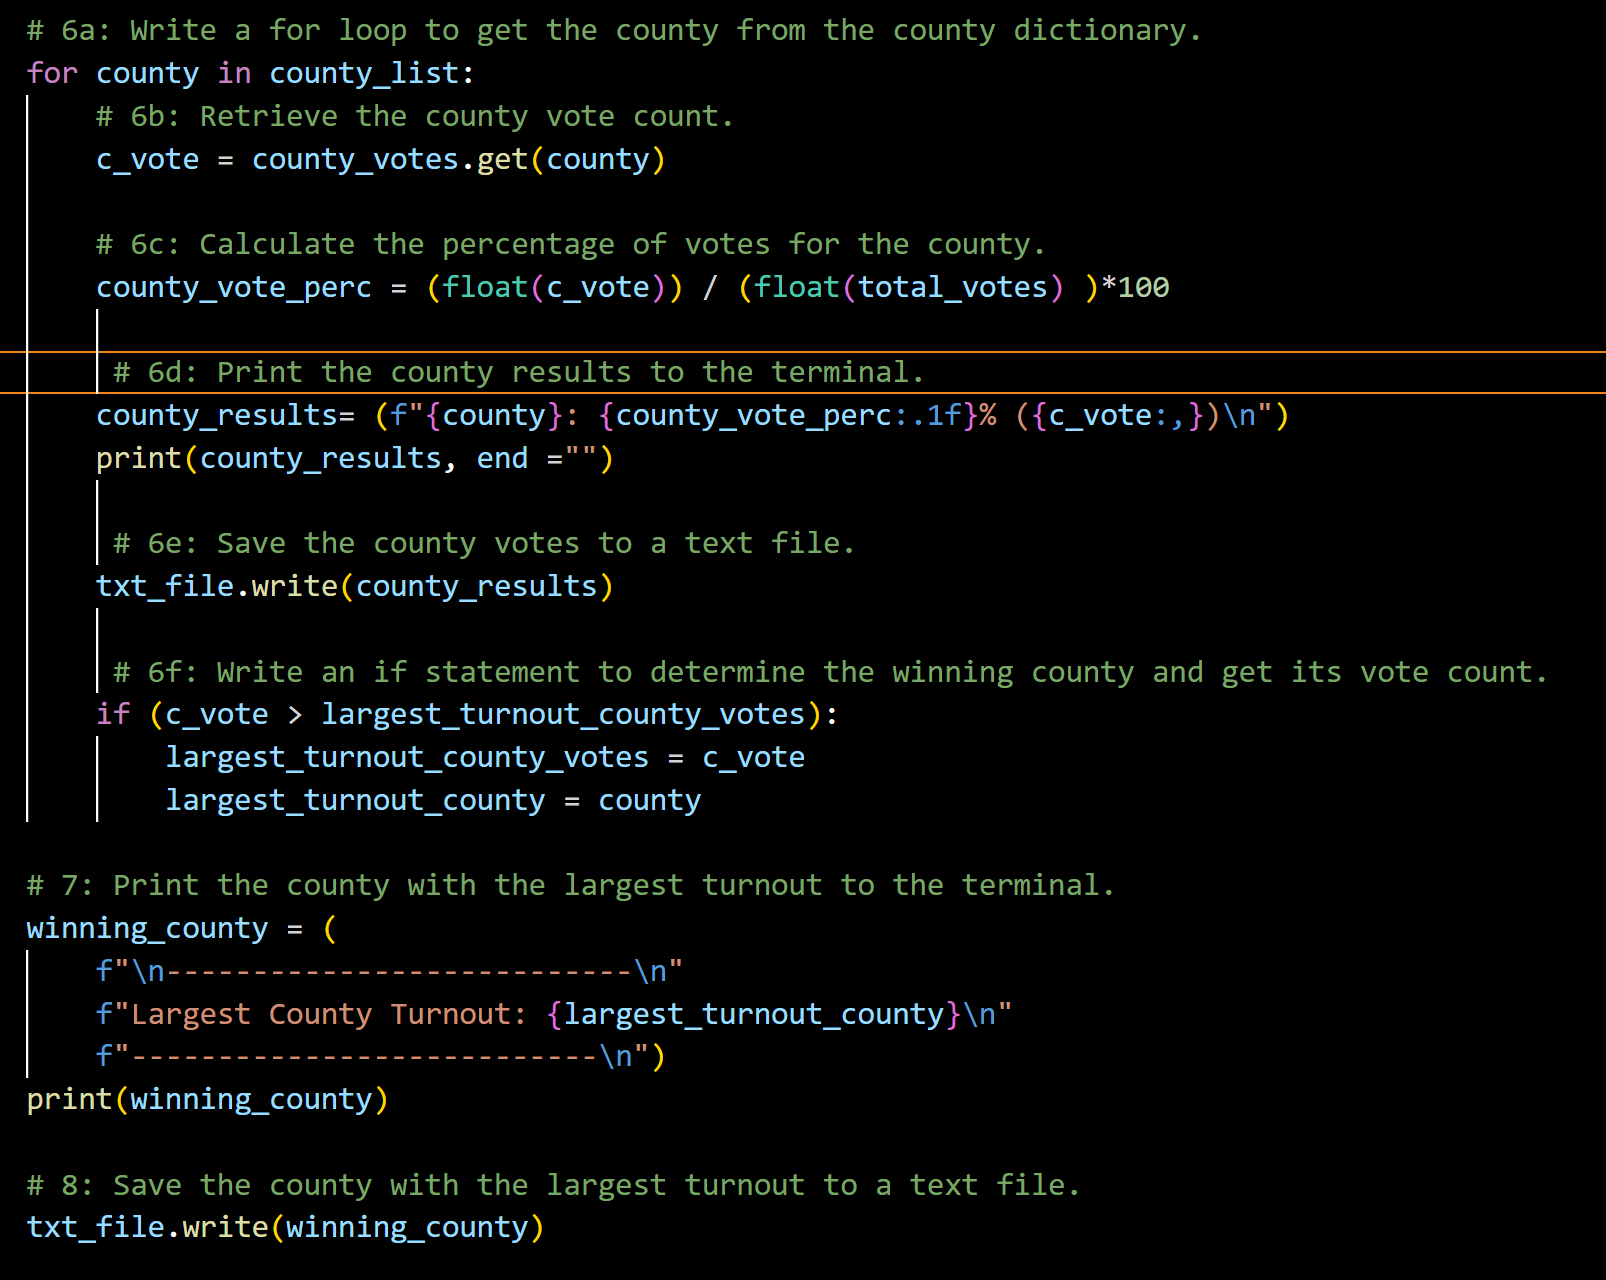 # 6a: Write a for loop to get the county from the county dictionary.
for county in county_list:
    # 6b: Retrieve the county vote count.
    c_vote = county_votes.get(county)

    # 6c: Calculate the percentage of votes for the county.
    county_vote_perc = (float(c_vote)) / (float(total_votes) )*100

     # 6d: Print the county results to the terminal.
    county_results= (f"{county}: {county_vote_perc:.1f}% ({c_vote:,})\n")
    print(county_results, end ="")

     # 6e: Save the county votes to a text file.
    txt_file.write(county_results)

     # 6f: Write an if statement to determine the winning county and get its vote count.
    if (c_vote > largest_turnout_county_votes):
        largest_turnout_county_votes = c_vote
        largest_turnout_county = county

# 7: Print the county with the largest turnout to the terminal.
winning_county = (
    f"\n---------------------------\n"
    f"Largest County Turnout: {largest_turnout_county}\n"
    f"---------------------------\n")
print(winning_county)

# 8: Save the county with the largest turnout to a text file.
txt_file.write(winning_county)